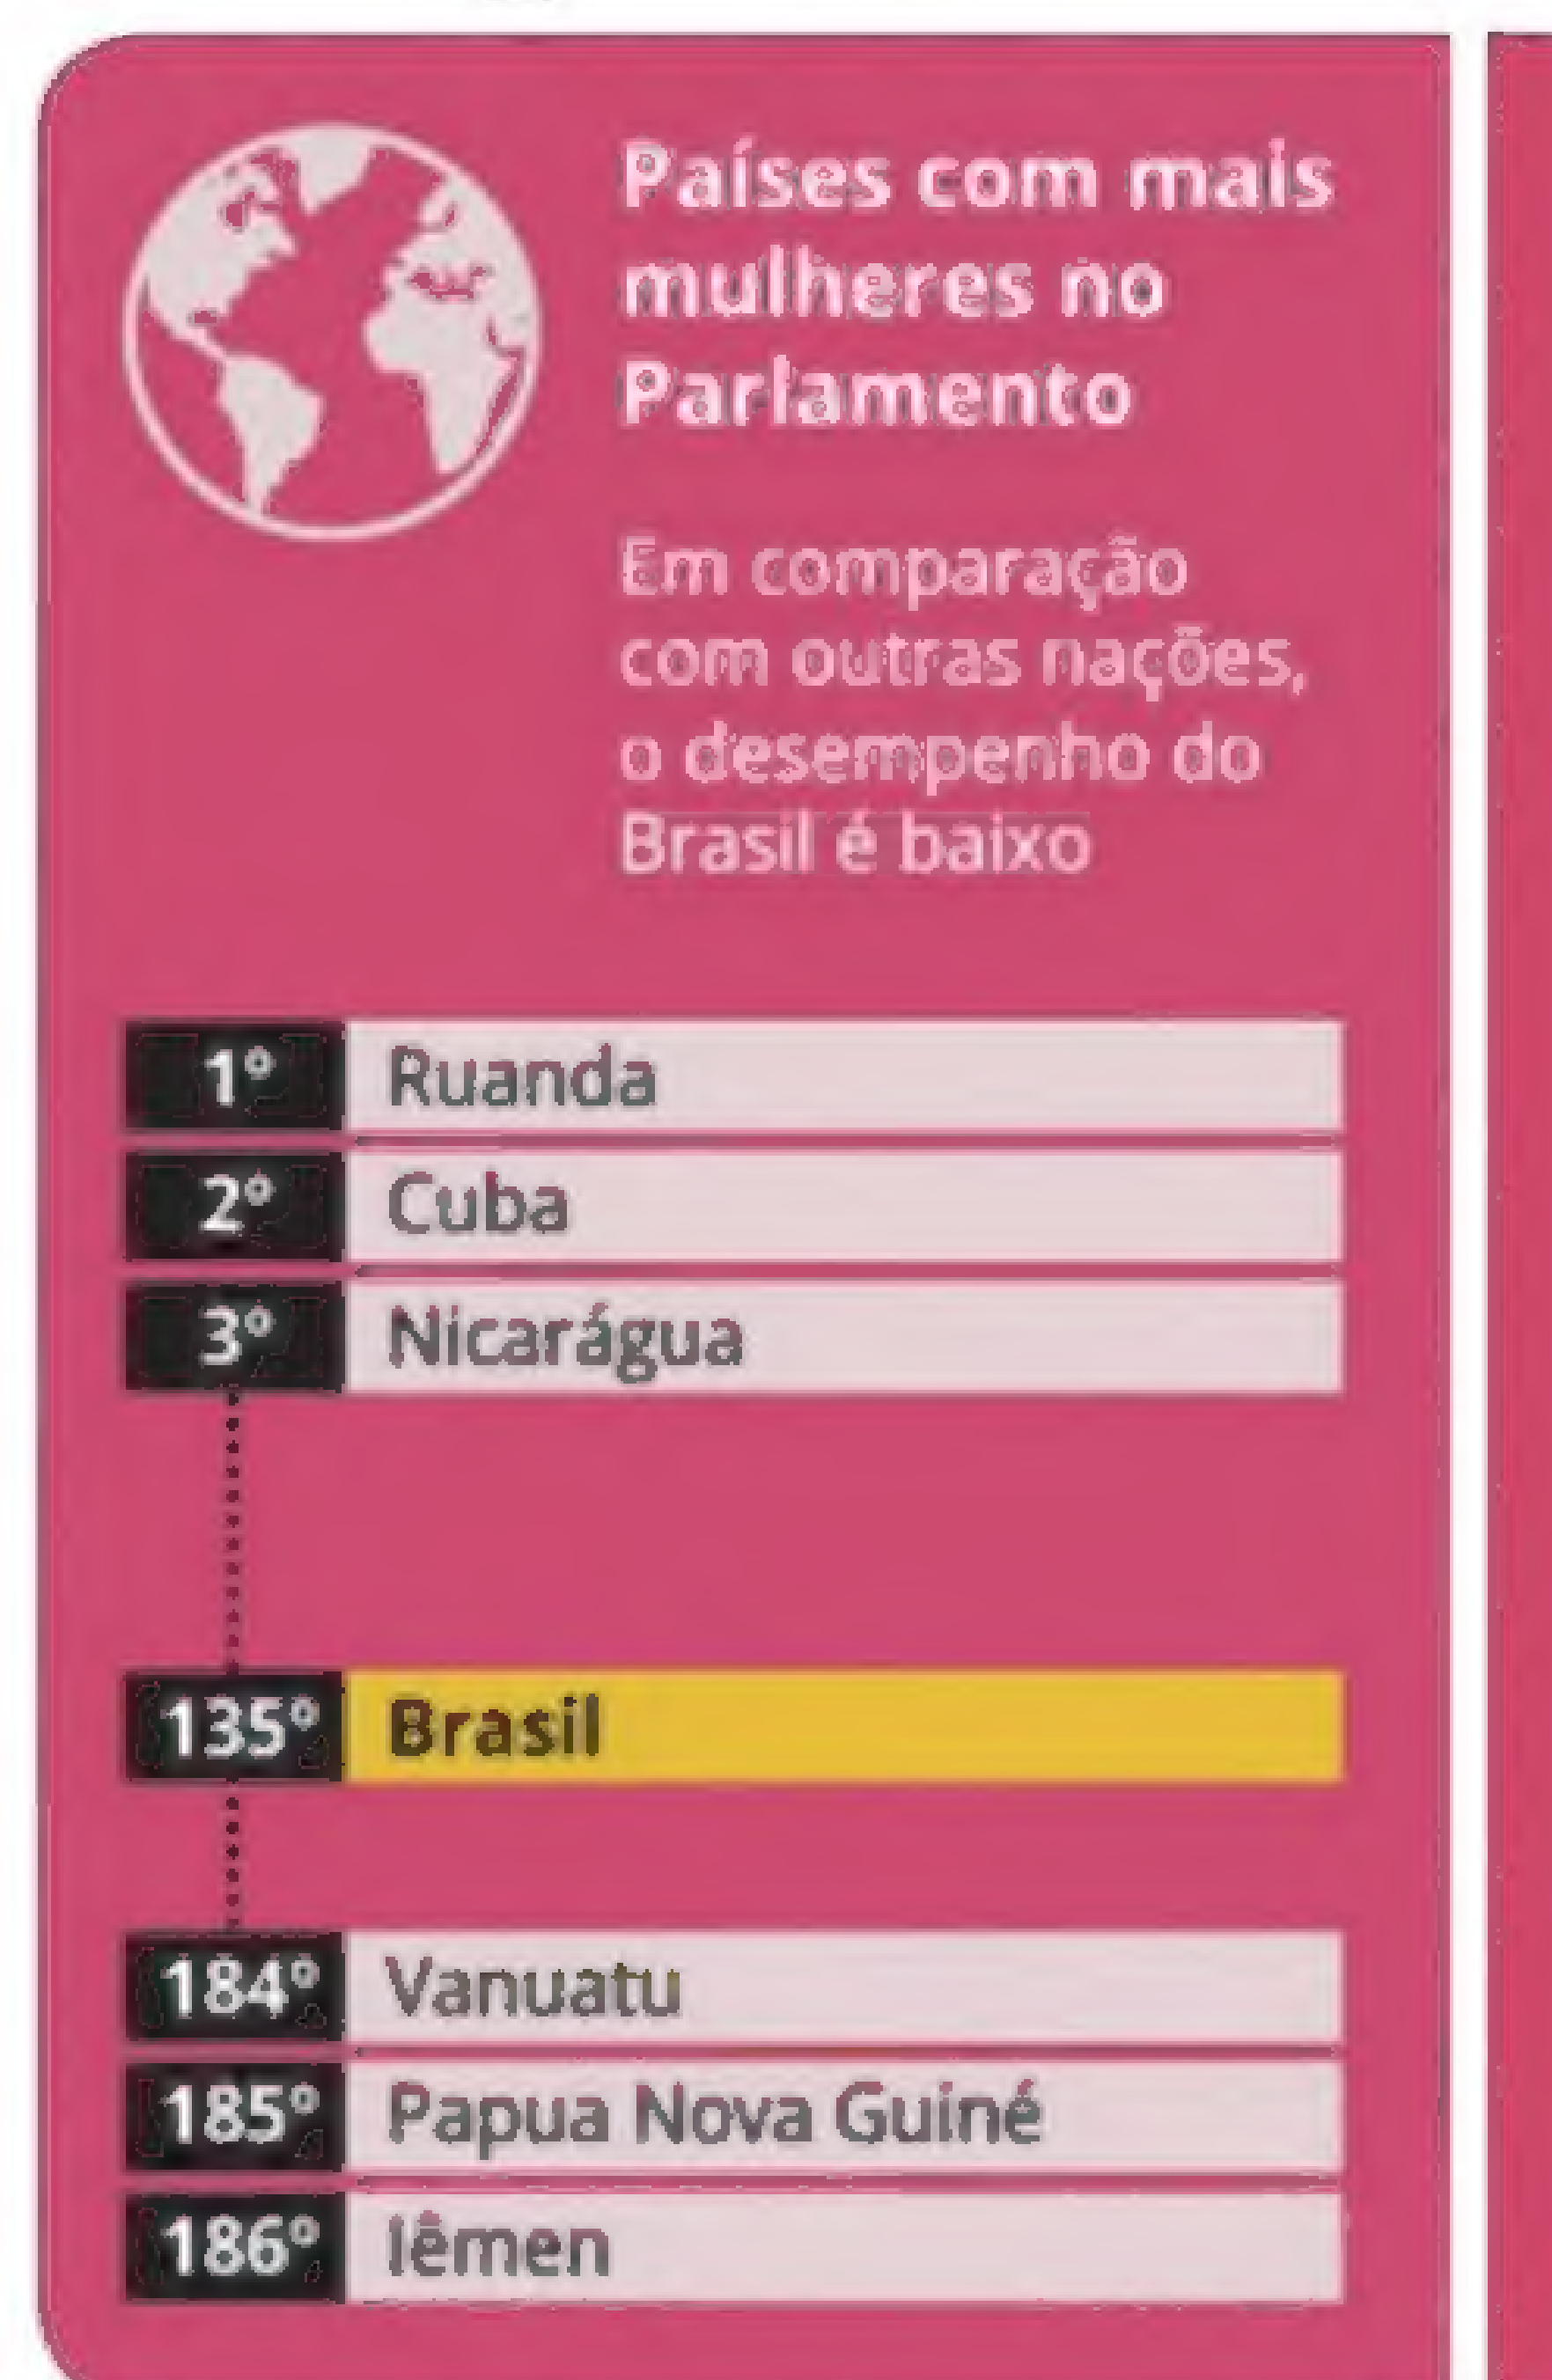 Países com mais
mulheres no
Parlamento
Em comparação
com outras nações,
o desempenho do
Brasil é baixo
1º Ruanda
2º Cuba
3º Nicarágua
135º Brasil
184º Vanuatu
185º Papua Nova Guiné
186º Iêmen